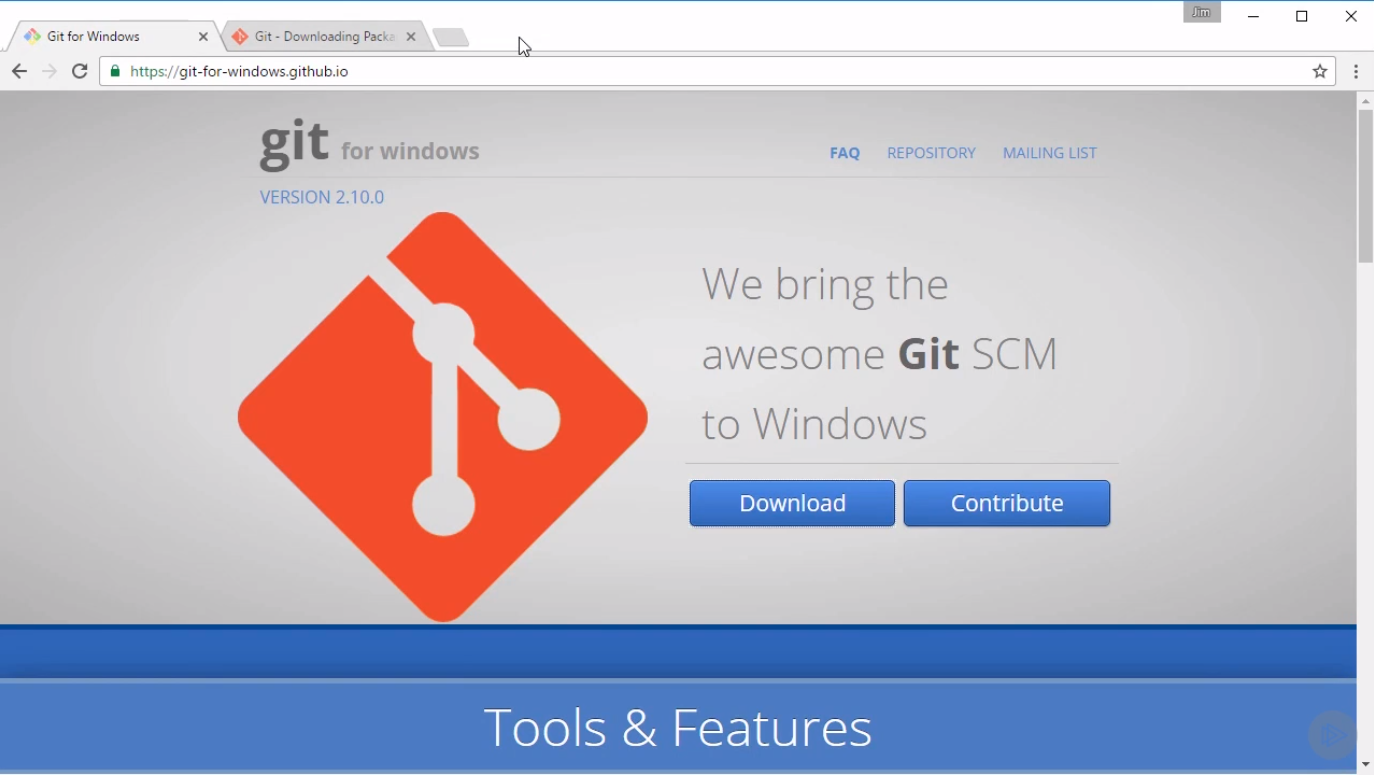 Jim
Git for Windows
Git - Downloading Packa
https://git-for-windows.github.io
git for windows
FAQ REPOSITORY MAILING LIST
VERSION 2.10.0
We bring the
awesome Git SCM
to Windows
Download Contribute
Tools & Features